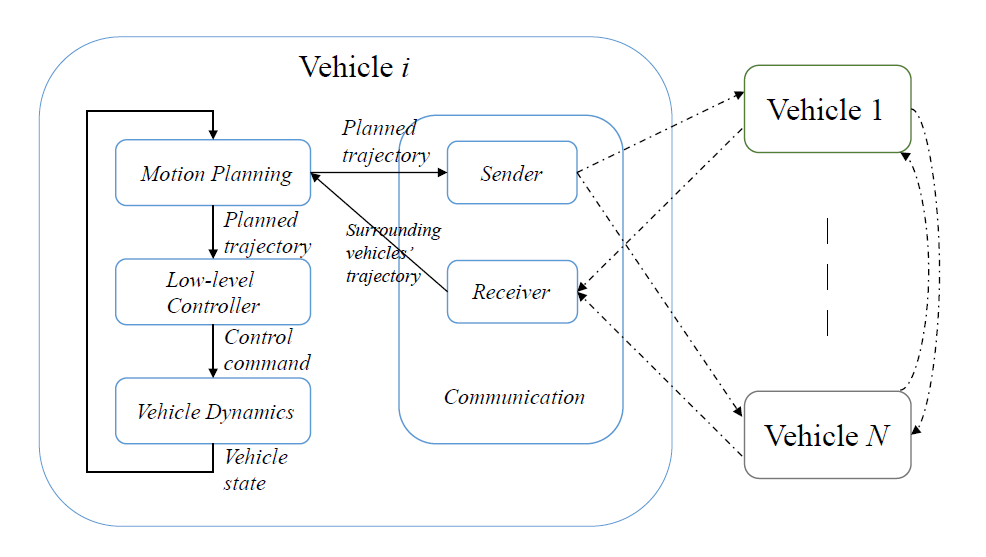 Vehicle i
Planned
trajectory
Motion Planning
Sender
Vehicle 1
Planned
trajectory
Surrounding
vehicles’
trajectory
Low-level
Controller
Receiver
Control
command
Communication
Vehicle Dynamics
Vehicle N
Vehicle
state